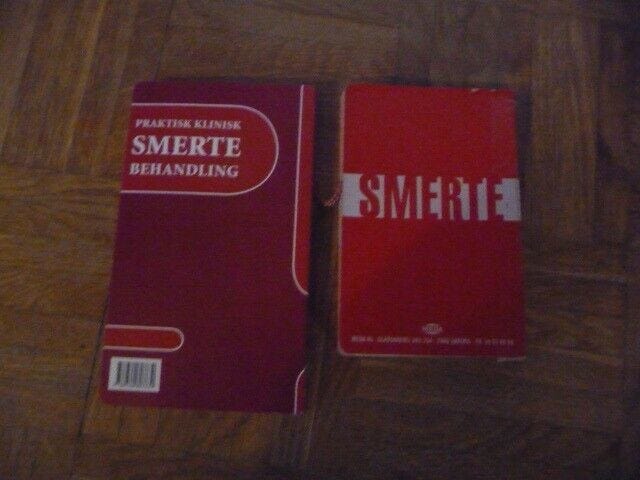 PRAKTISK KLINISK
SMERTE
BEHANDLING
SMERTE